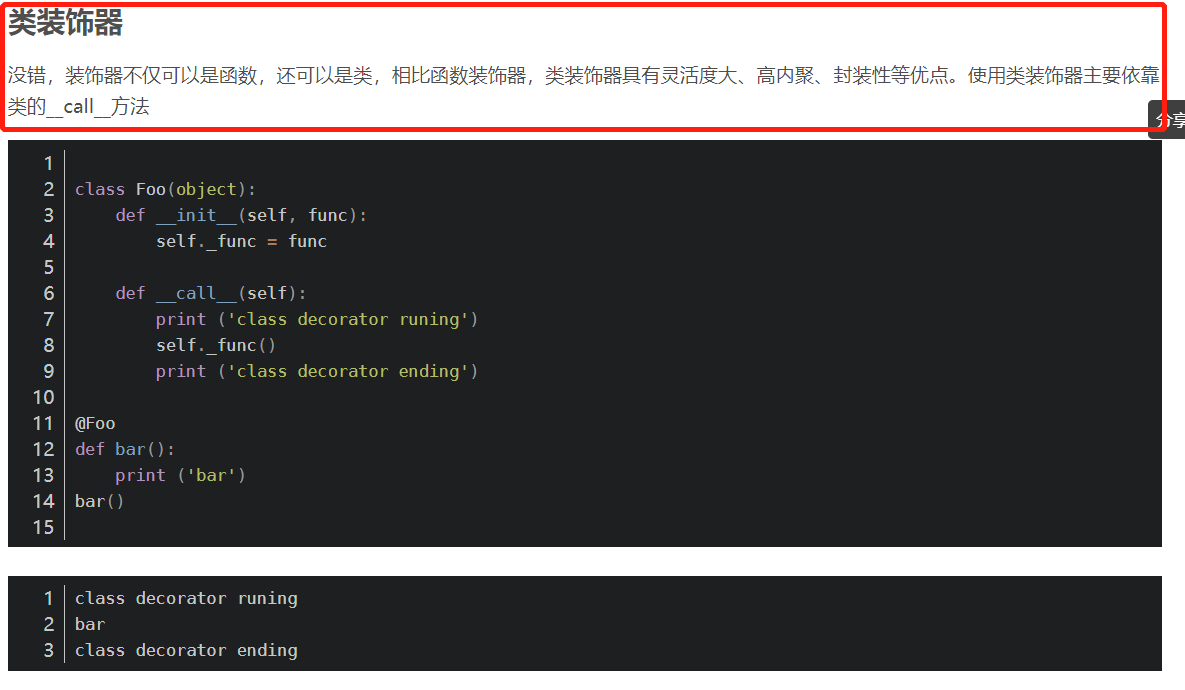 类装饰器
没错，装饰器不仅可以是函数，还可以是类，相比函数装饰器，类装饰器具有灵活度大、高内聚、封装性等优点。使用类装饰器主要依靠
类的__call__方法
分享
1
2 class Foo(object):
3     def __init__(self, func):
4         self._func = func
5
6     def __call__(self):
7         print ('class decorator runing')
8         self._func()
9         print ('class decorator ending')
10
11 @Foo
12 def bar():
13     print ('bar')
14 bar()
15
1 class decorator runing
2 bar
3 class decorator ending